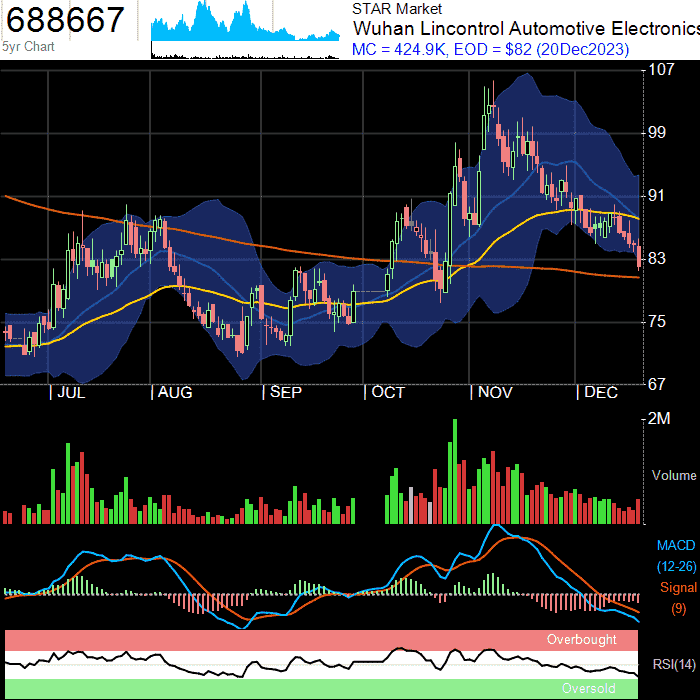 688667
5yr Chart
STAR Market
Wuhan Lincontrol Automotive Electronics
MC = 424.9K, EOD = $82 (20Dec2023)
107
99
91
83
75
67
JUL
AUG
SEP
OCT
NOV
DEC
2M
Volume
MACD
(12-26)
Signal
(9)
Overbought
RSI(14)
Oversold